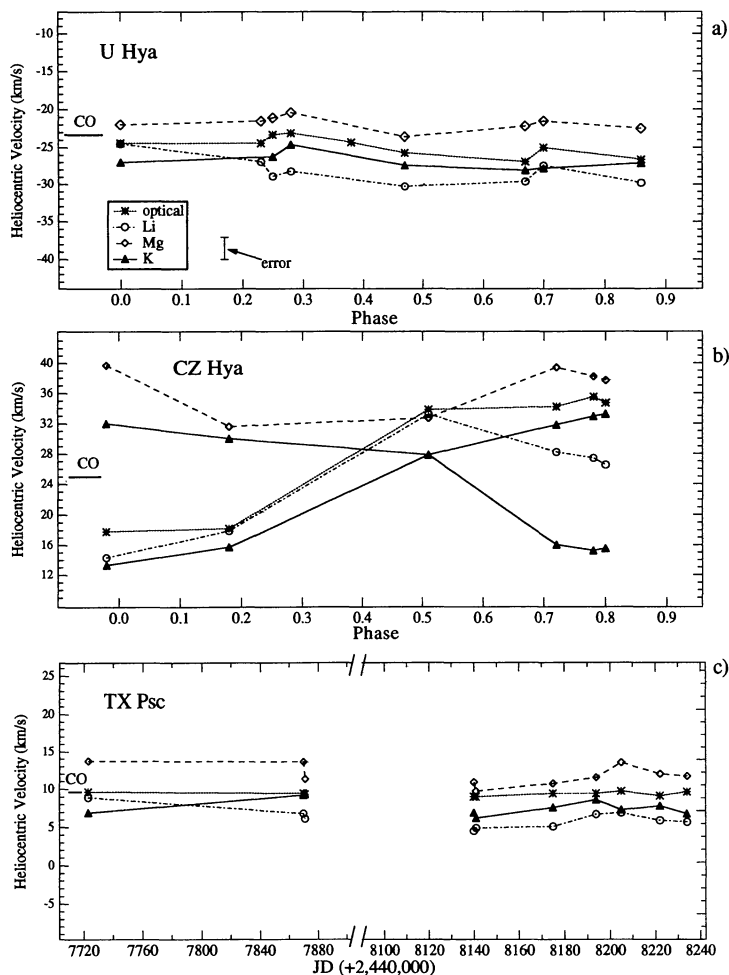 a)
U Hya
Heliocentric Velocity (km/s)
-10
-15
-20
-25
-30
-35
-40
CO
optical
Li
Mg
K
error
0.0 0.1 0.2 0.3 0.4 0.5 0.6 0.7 0.8 0.9
Phase
b)
CZ Hya
Heliocentric Velocity (km/s)
40
36
32
28
24
20
16
12
CO
0.0 0.1 0.2 0.3 0.4 0.5 0.6 0.7 0.8 0.9
Phase
c)
TX Psc
Heliocentric Velocity (km/s)
25
20
15
10
5
0
-5
CO
7720 7760 7800 7840 7880 8100 8120 8140 8160 8180 8200 8220 8240
JD (+2,440,000)